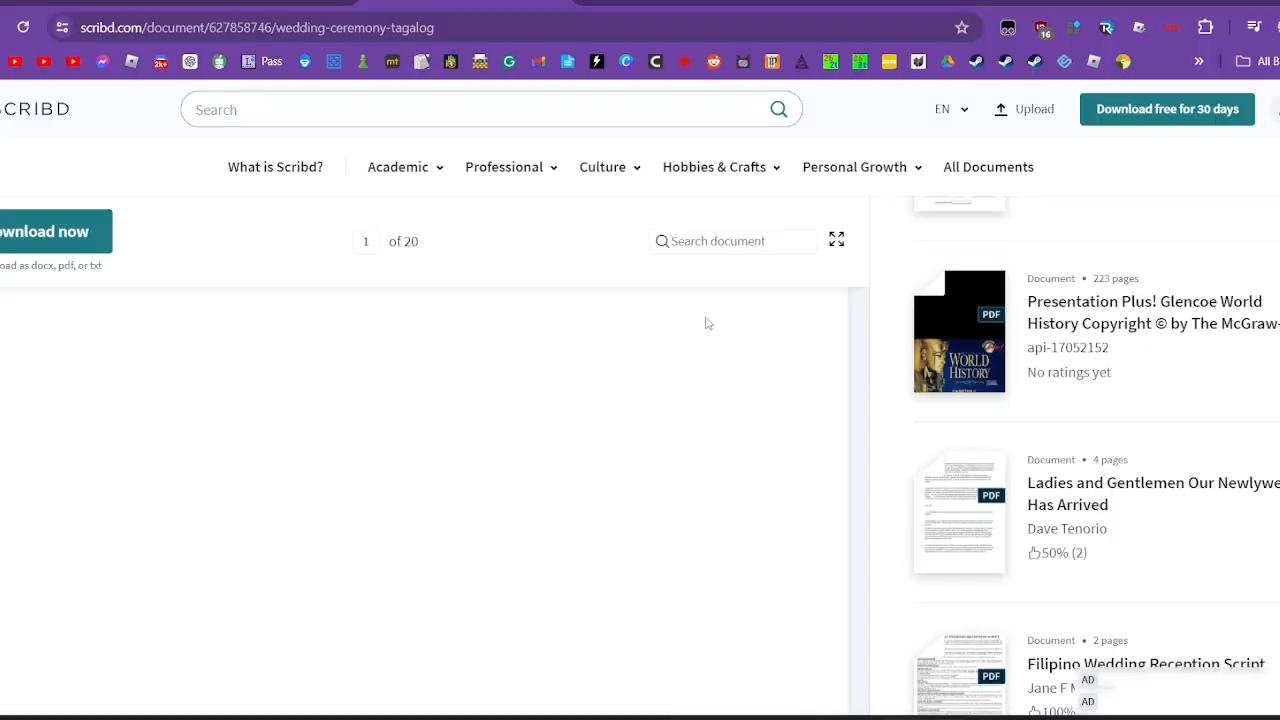 scribd.com/document/627858746/wedding-ceremony-tagalog
16
Pass
All B
SCRIBD
Search
EN
Upload
Download free for 30 days
What is Scribd?
Academic
Professional
Culture
Hobbies & Crafts
Personal Growth
All Documents
ownload now
oad as docx, pdf, or txt
1 of 20
Search document
Document • 223 pages
Presentation Plus! Glencoe World
History Copyright © by The McGraw-
api-17052152
No ratings yet
PDF
WORLD
HISTORY
Document • 4 pages
Ladies and Gentlemen Our Newlywe
Has Arrived
Dave Tenorio
50% (2)
PDF
Document • 2 pages
Filipino Wedding Reception Script
100%
PDF
AD
AD